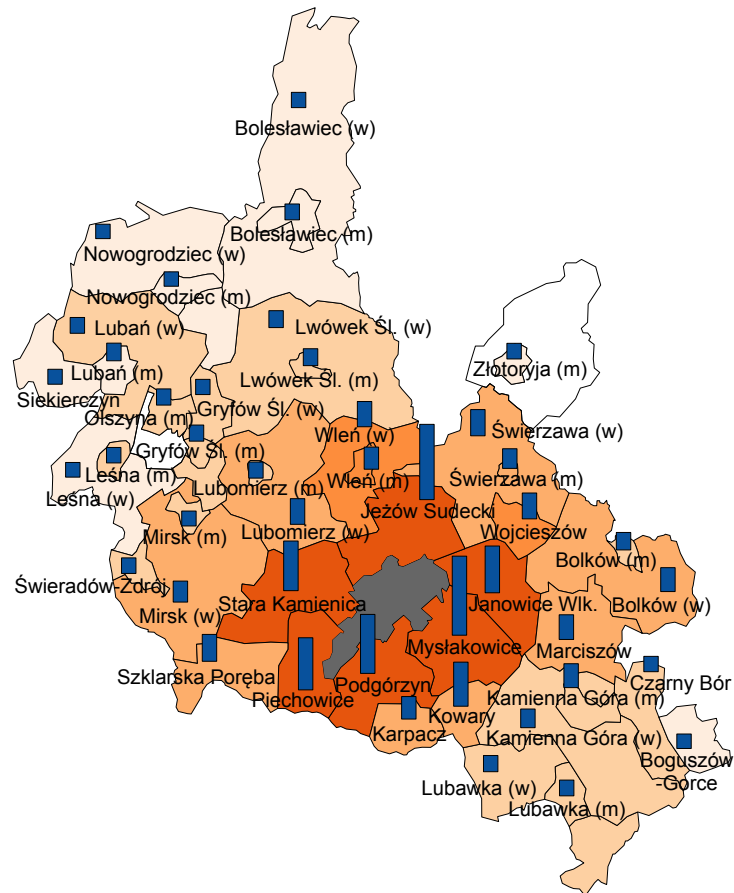 Bolesławiec (w)
Bolesławiec (m)
Nowogrodziec (w)
Nowogrodziec (m)
Lubań (w)
Lwówek Śl. (w)
Lubań (m)
Lwówek Śl. (m)
Złotoryja (m)
Siekierczyn
Olszyna (m)
Gryfów Śl. (w)
Wleń (w)
Świerzawa (w)
Gryfów Śl. (m)
Leśna (m)
Leśna (w)
Lubomierz (m)
Wleń (m)
Świerzawa (m)
Jeżów Sudecki
Mirsk (m)
Lubomierz (w)
Wojcieszów
Bolków (m)
Świeradów-Zdrój
Mirsk (w)
Stara Kamienica
Janowice Wlk.
Bolków (w)
Mysłakowice
Marciszów
Szklarska Poręba
Piechowice
Podgórzyn
Kamienna Góra (m)
Czarny Bór
Karpacz
Kowary
Kamienna Góra (w)
Boguszów
-Gorce
Lubawka (w)
Lubawka (m)